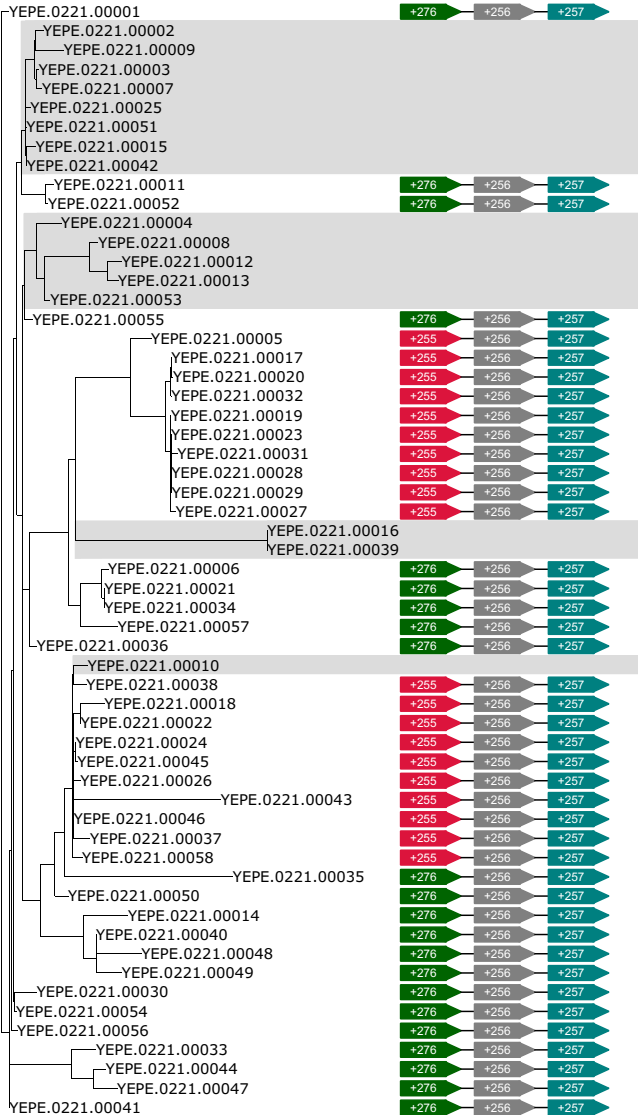 YEPE.0221.00001 +276 +256 +257
YEPE.0221.00002
YEPE.0221.00009
YEPE.0221.00003
YEPE.0221.00007
YEPE.0221.00025
YEPE.0221.00051
YEPE.0221.00015
YEPE.0221.00042
YEPE.0221.00011 +276 +256 +257
YEPE.0221.00052 +276 +256 +257
YEPE.0221.00004
YEPE.0221.00008
YEPE.0221.00012
YEPE.0221.00013
YEPE.0221.00053
YEPE.0221.00055 +276 +256 +257
YEPE.0221.00005 +255 +256 +257
YEPE.0221.00017 +255 +256 +257
YEPE.0221.00020 +255 +256 +257
YEPE.0221.00032 +255 +256 +257
YEPE.0221.00019 +255 +256 +257
YEPE.0221.00023 +255 +256 +257
YEPE.0221.00031 +255 +256 +257
YEPE.0221.00028 +255 +256 +257
YEPE.0221.00029 +255 +256 +257
YEPE.0221.00027 +255 +256 +257
YEPE.0221.00016
YEPE.0221.00039
YEPE.0221.00006 +276 +256 +257
YEPE.0221.00021 +276 +256 +257
YEPE.0221.00034 +276 +256 +257
YEPE.0221.00057 +276 +256 +257
YEPE.0221.00036 +276 +256 +257
YEPE.0221.00010
YEPE.0221.00038 +255 +256 +257
YEPE.0221.00018 +255 +256 +257
YEPE.0221.00022 +255 +256 +257
YEPE.0221.00024 +255 +256 +257
YEPE.0221.00045 +255 +256 +257
YEPE.0221.00026 +255 +256 +257
YEPE.0221.00043 +255 +256 +257
YEPE.0221.00046 +255 +256 +257
YEPE.0221.00037 +255 +256 +257
YEPE.0221.00058 +255 +256 +257
YEPE.0221.00035 +276 +256 +257
YEPE.0221.00050 +276 +256 +257
YEPE.0221.00014 +276 +256 +257
YEPE.0221.00040 +276 +256 +257
YEPE.0221.00048 +276 +256 +257
YEPE.0221.00049 +276 +256 +257
YEPE.0221.00030 +276 +256 +257
YEPE.0221.00054 +276 +256 +257
YEPE.0221.00056 +276 +256 +257
YEPE.0221.00033 +276 +256 +257
YEPE.0221.00044 +276 +256 +257
YEPE.0221.00047 +276 +256 +257
YEPE.0221.00041 +276 +256 +257